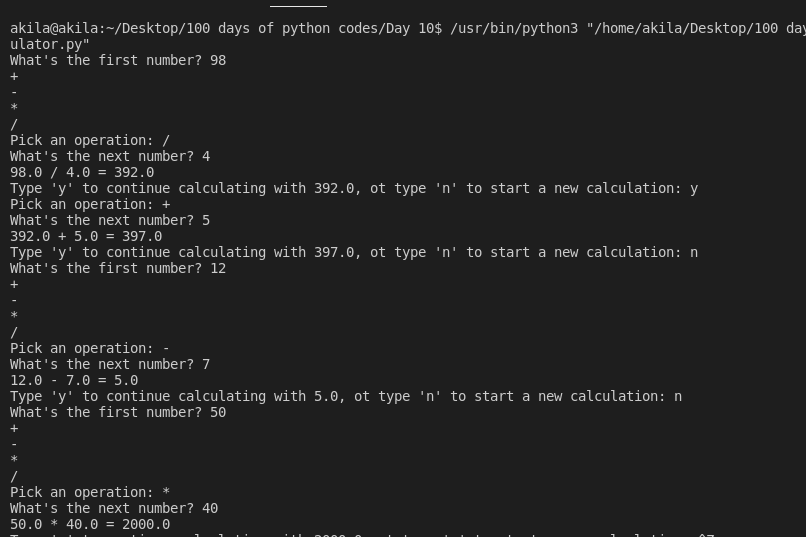 akila@akila:~/Desktop/100 days of python codes/Day 10$ /usr/bin/python3 "/home/akila/Desktop/100 day
ulator.py"
What's the first number? 98
+
-
*
/
Pick an operation: /
What's the next number? 4
98.0 / 4.0 = 392.0
Type 'y' to continue calculating with 392.0, ot type 'n' to start a new calculation: y
Pick an operation: +
What's the next number? 5
392.0 + 5.0 = 397.0
Type 'y' to continue calculating with 397.0, ot type 'n' to start a new calculation: n
What's the first number? 12
+
-
*
/
Pick an operation: -
What's the next number? 7
12.0 - 7.0 = 5.0
Type 'y' to continue calculating with 5.0, ot type 'n' to start a new calculation: n
What's the first number? 50
+
-
*
/
Pick an operation: *
What's the next number? 40
50.0 * 40.0 = 2000.0